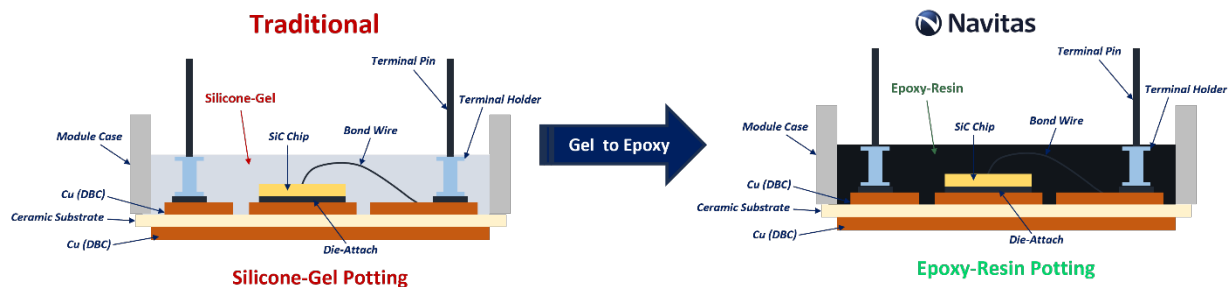 Traditional
Terminal Pin
Silicone-Gel
Terminal Holder
SiC Chip
Bond Wire
Module Case
Cu (DBC)
Ceramic Substrate
Cu (DBC)
Die-Attach
Silicone-Gel Potting
Gel to Epoxy
Navitas
Terminal Pin
Epoxy-Resin
Terminal Holder
SiC Chip
Bond Wire
Module Case
Cu (DBC)
Ceramic Substrate
Cu (DBC)
Die-Attach
Epoxy-Resin Potting